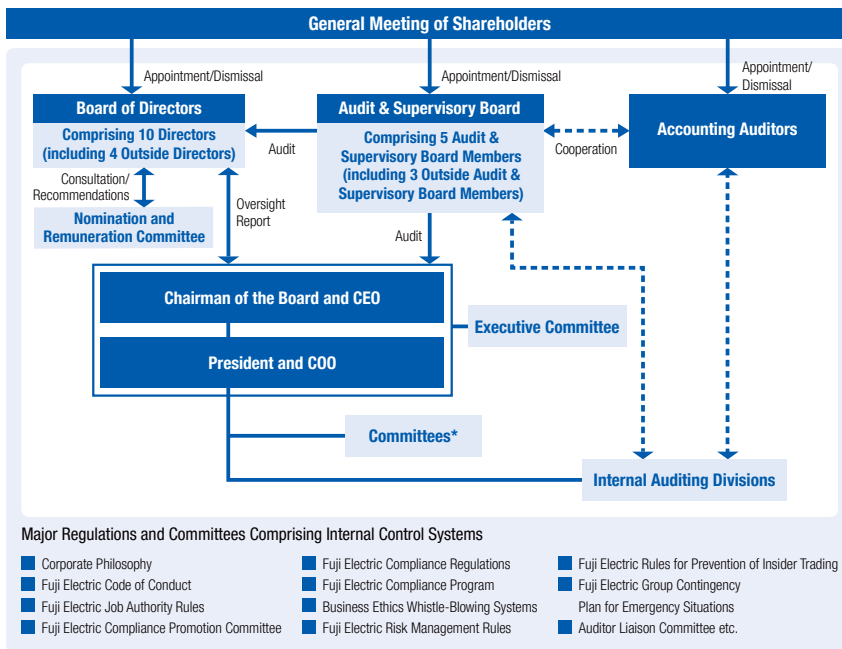 General Meeting of Shareholders
Appointment/Dismissal
Appointment/Dismissal
Appointment/
Dismissal
Board of Directors
Comprising 10 Directors
(including 4 Outside Directors)
Audit
Audit & Supervisory Board
Comprising 5 Audit &
Supervisory Board Members
(including 3 Outside Audit &
Supervisory Board Members)
Cooperation
Accounting Auditors
Consultation/
Recommendations
Nomination and
Remuneration Committee
Oversight
Report
Audit
Chairman of the Board and CEO
President and COO
Executive Committee
Committees*
Internal Auditing Divisions
Major Regulations and Committees Comprising Internal Control Systems
Corporate Philosophy
Fuji Electric Code of Conduct
Fuji Electric Job Authority Rules
Fuji Electric Compliance Promotion Committee
Fuji Electric Compliance Regulations
Fuji Electric Compliance Program
Business Ethics Whistle-Blowing Systems
Fuji Electric Risk Management Rules
Fuji Electric Rules for Prevention of Insider Trading
Fuji Electric Group Contingency
Plan for Emergency Situations
Auditor Liaison Committee etc.